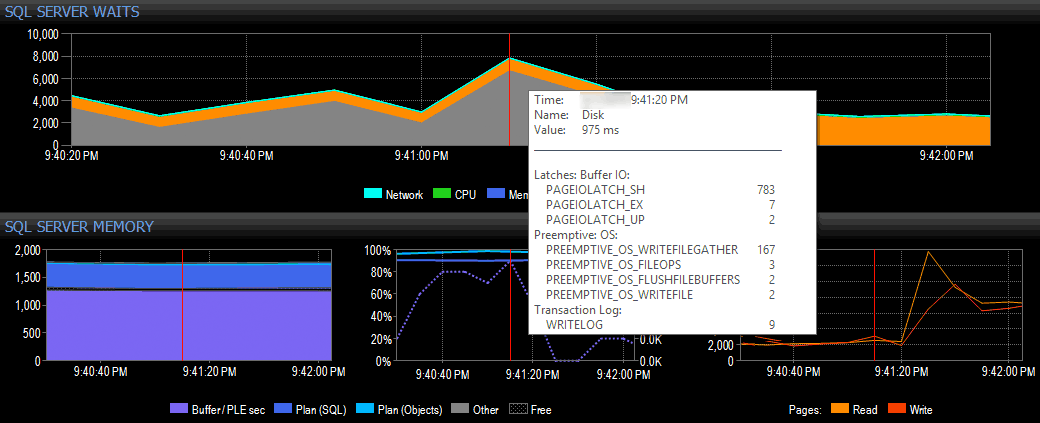 SQL SERVER WAITS
10,000
8,000
6,000
4,000
2,000
0
9:40:20 PM 9:40:40 PM 9:41:00 PM 9:42:00 PM
Network CPU
Time: 9:41:20 PM
Name: Disk
Value: 975 ms
Latches: Buffer IO:
PAGEIOLATCH_SH 783
PAGEIOLATCH_EX 7
PAGEIOLATCH_UP 2
Preemptive: OS:
PREEMPTIVE_OS_WRITEFILEGATHER 167
PREEMPTIVE_OS_FILEOPS 3
PREEMPTIVE_OS_FLUSHFILEBUFFERS 2
PREEMPTIVE_OS_WRITEFILE 2
Transaction Log:
WRITELOG 9
SQL SERVER MEMORY
2,000
1,500
1,000
500
0
9:40:40 PM 9:41:20 PM 9:42:00 PM
Buffer / PLE sec Plan (SQL) Plan (Objects) Other Free
100%
80%
60%
40%
20%
0%
0.0K
0.0K
9:40:40 PM 9:41:20 PM 9:42:00 PM
2,000
0
9:40:40 PM 9:41:20 PM 9:42:00 PM
Pages: Read Write